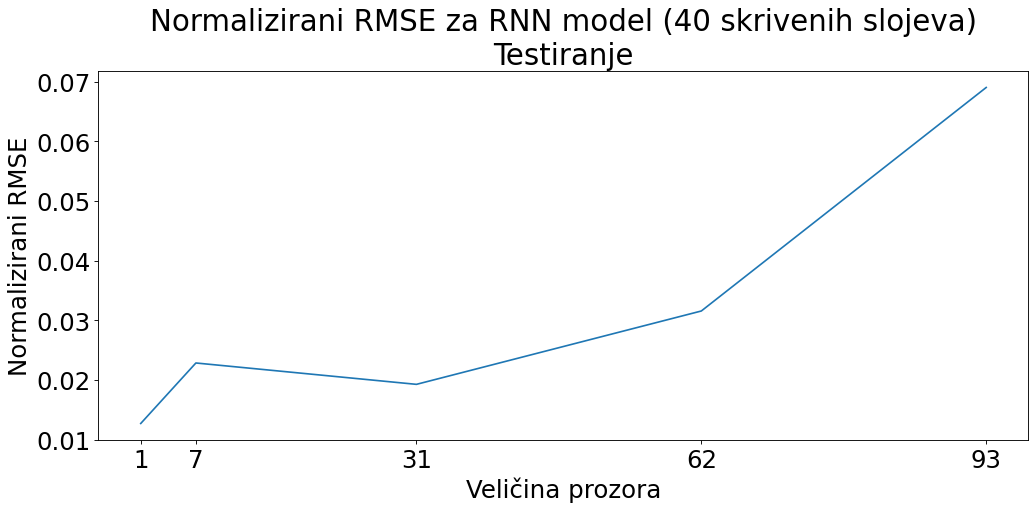 Normalizirani RMSE za RNN model (40 skrivenih slojeva)
Testiranje
Normalizirani RMSE
0.07
0.06
0.05
0.04
0.03
0.02
0.01
1 7 31 62 93
Veličina prozora